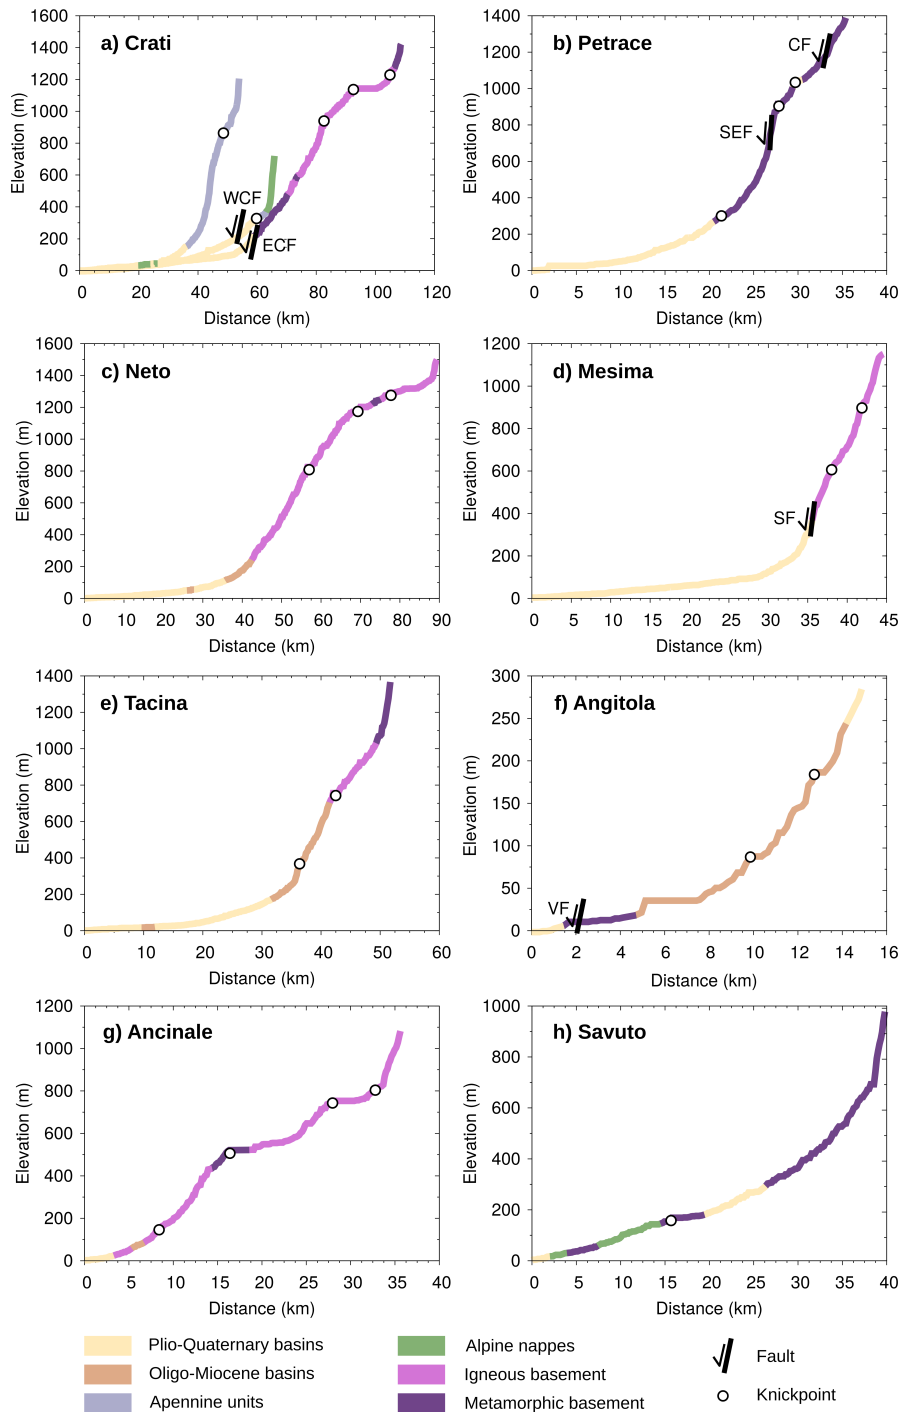 a) Crati
Elevation (m)
1600
1400
1200
1000
800
600
400
200
0
WCF
ECF
0 20 40 60 80 100 120
Distance (km)
b) Petrace
Elevation (m)
1400
1200
1000
800
600
400
200
0
CF
SEF
0 5 10 15 20 25 30 35 40
Distance (km)
c) Neto
Elevation (m)
1600
1400
1200
1000
800
600
400
200
0
0 10 20 30 40 50 60 70 80 90
Distance (km)
d) Mesima
Elevation (m)
1200
1000
800
600
400
200
0
SF
0 5 10 15 20 25 30 35 40 45
Distance (km)
e) Tacina
Elevation (m)
1400
1200
1000
800
600
400
200
0
0 10 20 30 40 50 60
Distance (km)
f) Angitola
Elevation (m)
300
250
200
150
100
50
0
VF
0 2 4 6 8 10 12 14 16
Distance (km)
g) Ancinale
Elevation (m)
1200
1000
800
600
400
200
0
0 5 10 15 20 25 30 35 40
Distance (km)
h) Savuto
Elevation (m)
1000
800
600
400
200
0
0 5 10 15 20 25 30 35 40
Distance (km)
Plio-Quaternary basins
Oligo-Miocene basins
Apennine units
Alpine nappes
Igneous basement
Metamorphic basement
Fault
Knickpoint